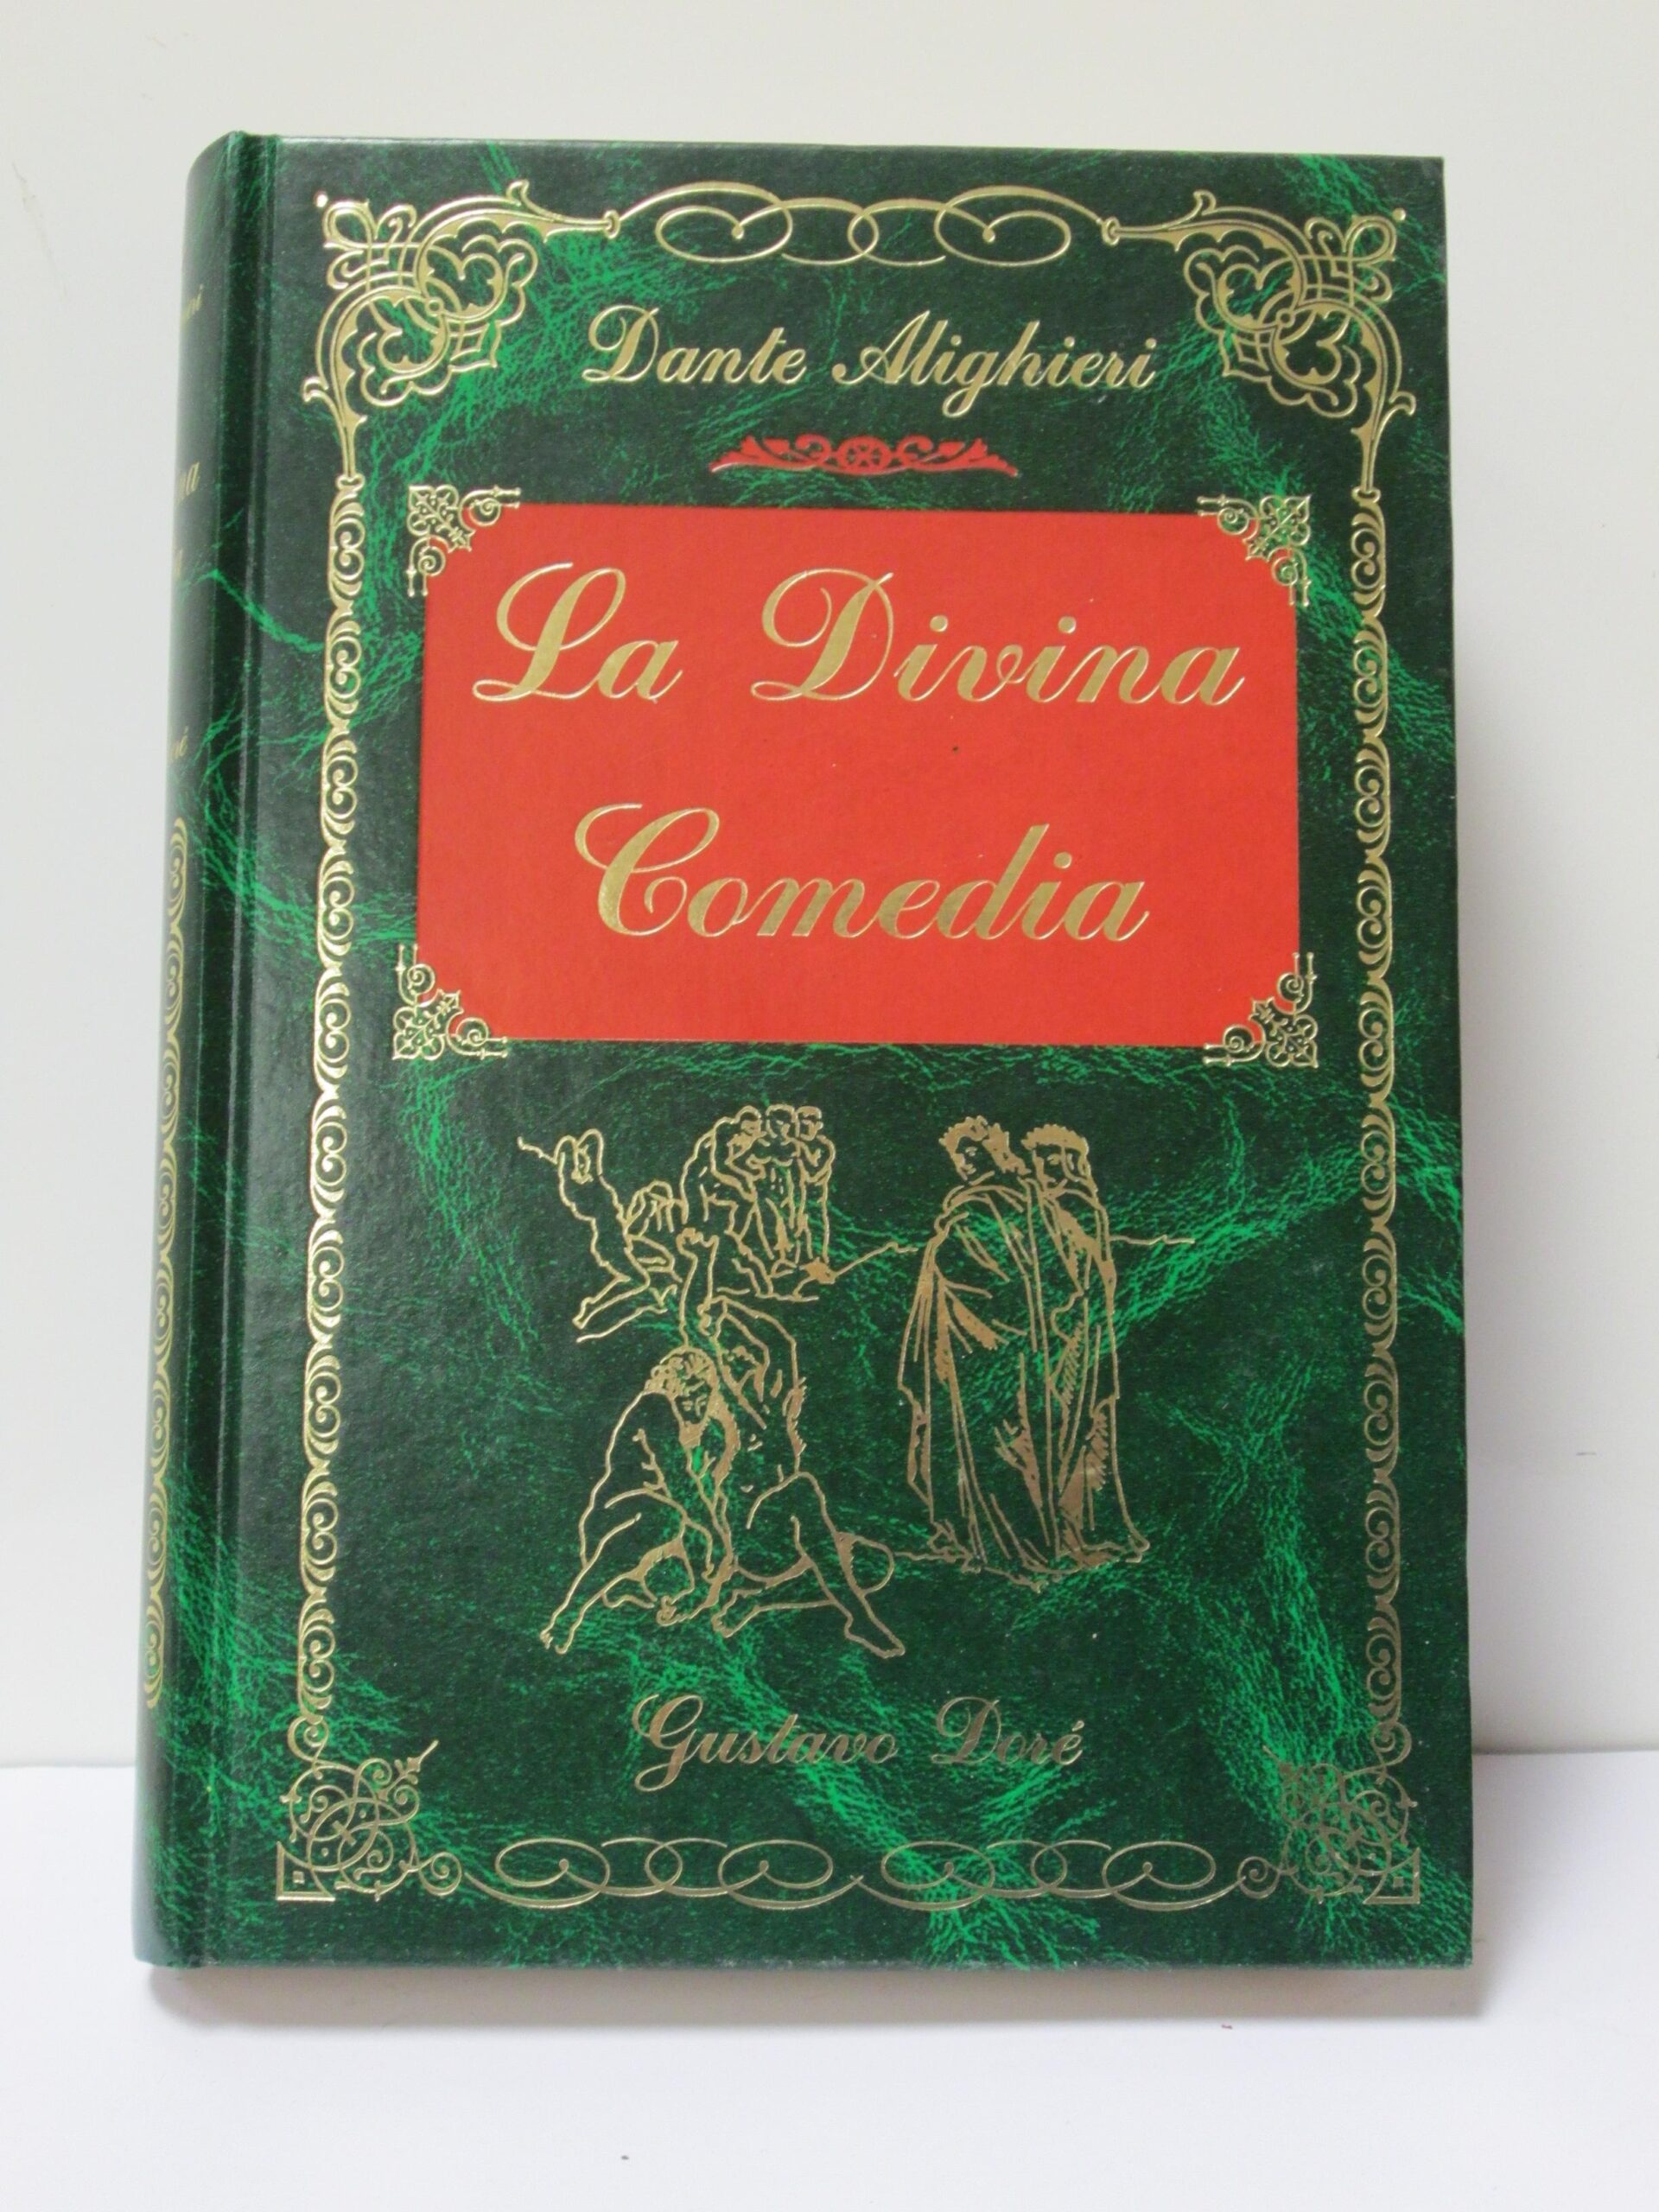 Dante Alighieri
La Divina
Comedia
Gustavo Doré